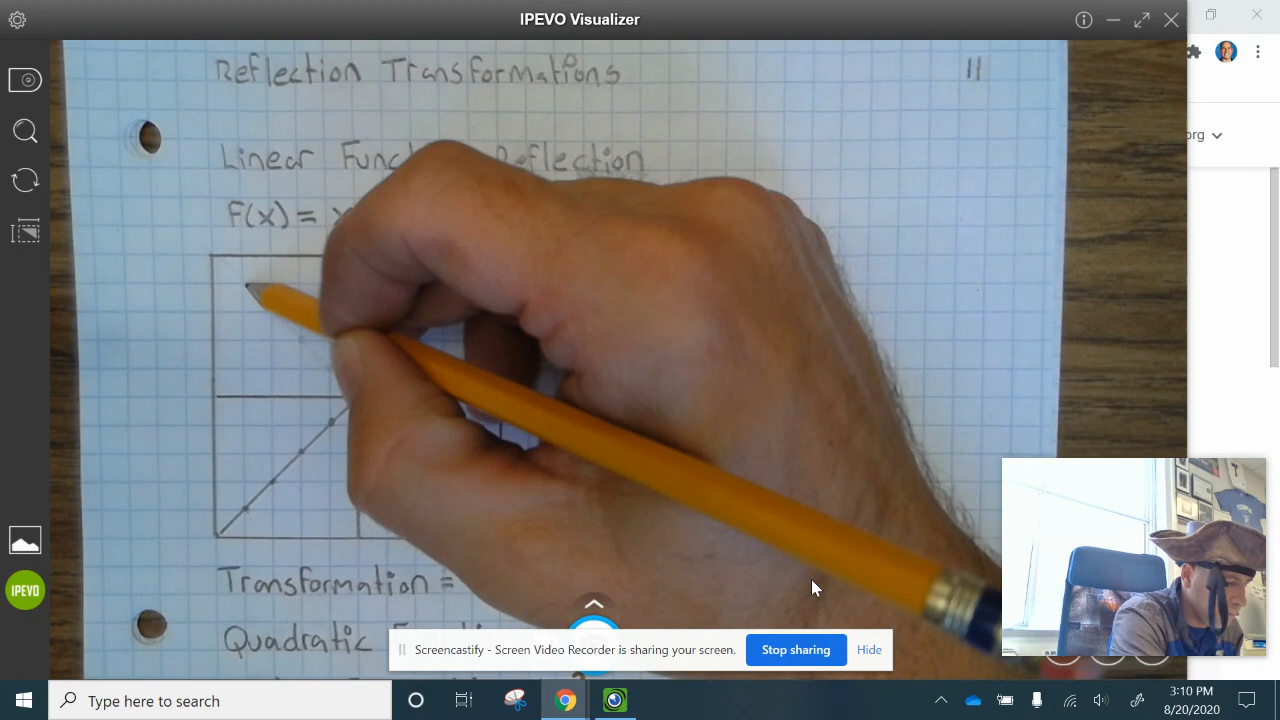 IPEVO Visualizer
Reflection Transformations 11
Linear Func Reflection
F(x) = x
org
IPEVO
Transformation =
Quadratic
Screencastify - Screen Video Recorder is sharing your screen.
Stop sharing
Hide
Type here to search
3:10 PM
8/20/2020